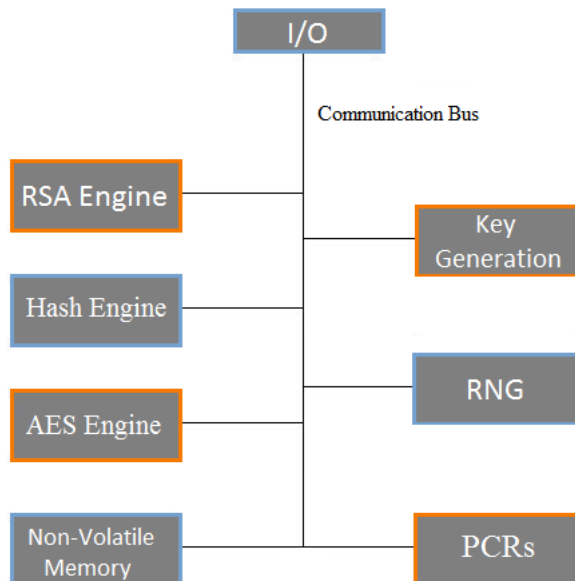 I/O
Communication Bus
RSA Engine
Key
Generation
Hash Engine
RNG
AES Engine
Non-Volatile
Memory
PCRs